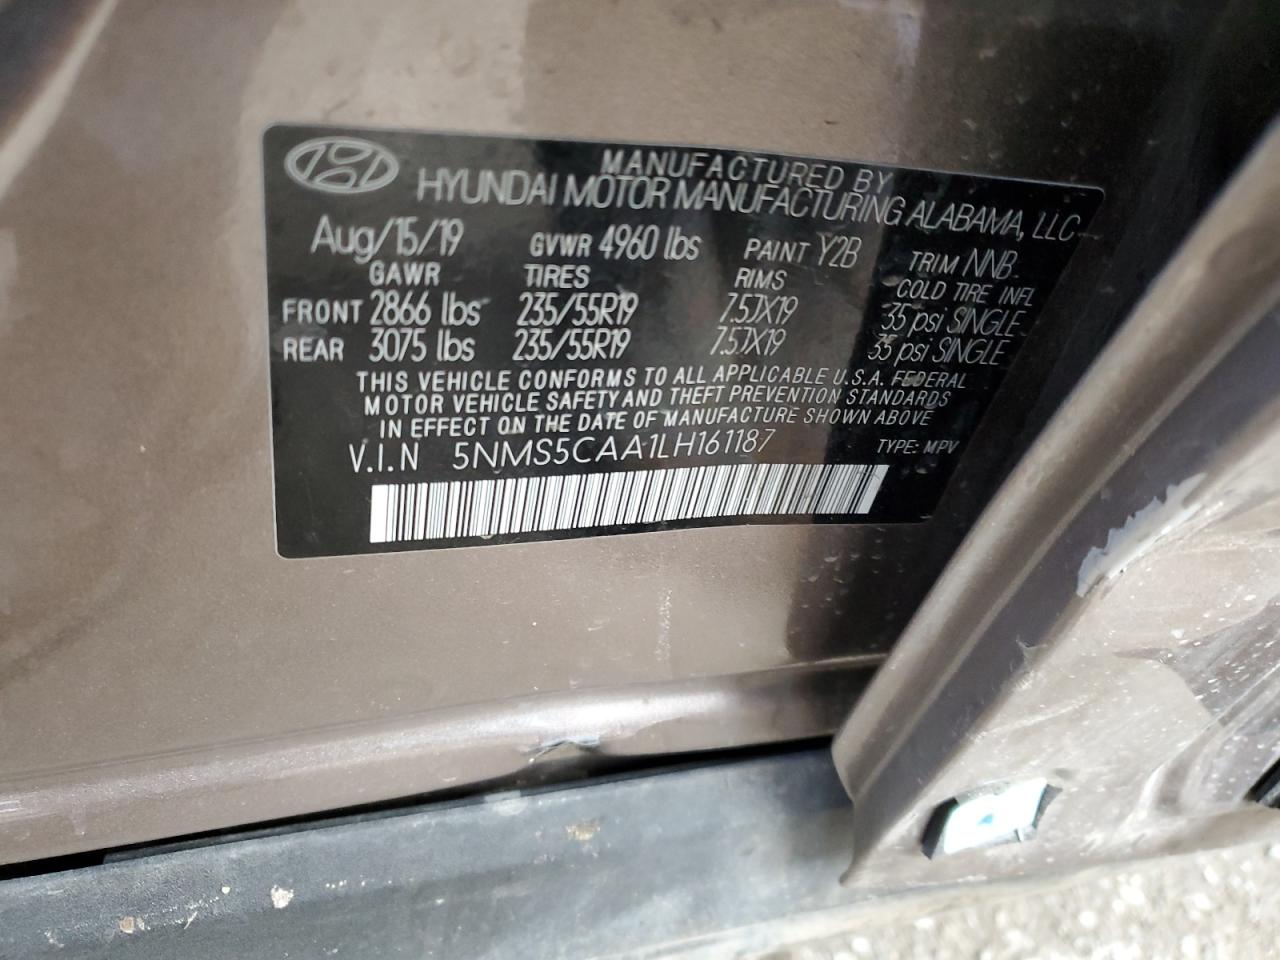 MANUFACTURED BY
HYUNDAI MOTOR MANUFACTURING ALABAMA, LLC
Aug/15/19 GVWR 4960 lbs PAINT Y2B TRIM NNB
GAWR TIRES RIMS COLD TIRE INFL
FRONT 2866 lbs 235/55R19 7.5JX19 35 psi SINGLE
REAR 3075 lbs 235/55R19 7.5JX19 35 psi SINGLE
THIS VEHICLE CONFORMS TO ALL APPLICABLE U.S.A. FEDERAL
MOTOR VEHICLE SAFETY AND THEFT PREVENTION STANDARDS
IN EFFECT ON THE DATE OF MANUFACTURE SHOWN ABOVE
V.I.N 5NMS5CAA1LH161187 TYPE: MPV